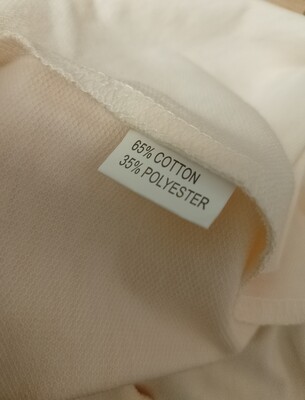 65% COTTON
35% POLYESTER